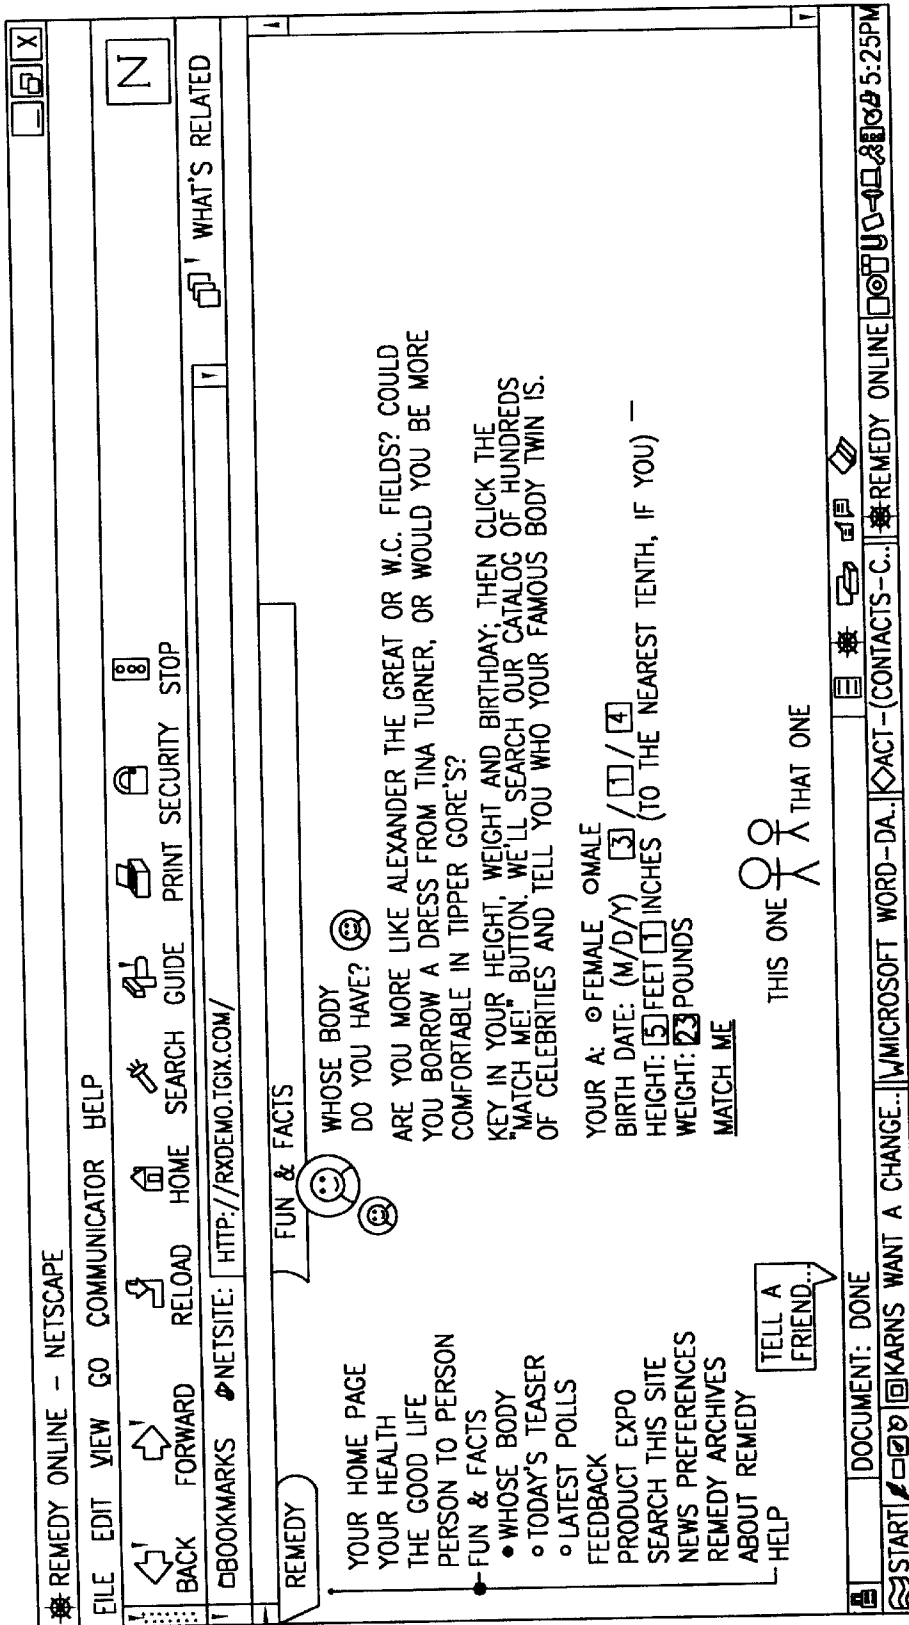 REMEDY ONLINE - NETSCAPE
FILE EDIT VIEW GO COMMUNICATOR HELP
BACK FORWARD RELOAD HOME SEARCH GUIDE PRINT SECURITY STOP
N
BOOKMARKS NETSITE: HTTP://RXDEMO.TGIX.COM/ WHAT'S RELATED
REMEDY
FUN & FACTS
YOUR HOME PAGE
YOUR HEALTH
THE GOOD LIFE
PERSON TO PERSON
FUN & FACTS
• WHOSE BODY
o TODAY'S TEASER
o LATEST POLLS
FEEDBACK
PRODUCT EXPO
SEARCH THIS SITE
NEWS PREFERENCES
REMEDY ARCHIVES
ABOUT REMEDY
HELP
TELL A
FRIEND...
WHOSE BODY
DO YOU HAVE?
ARE YOU MORE LIKE ALEXANDER THE GREAT OR W.C. FIELDS? COULD
YOU BORROW A DRESS FROM TINA TURNER, OR WOULD YOU BE MORE
COMFORTABLE IN TIPPER GORE'S?
KEY IN YOUR HEIGHT, WEIGHT AND BIRTHDAY; THEN CLICK THE
"MATCH ME!" BUTTON. WE'LL SEARCH OUR CATALOG OF HUNDREDS
OF CELEBRITIES AND TELL YOU WHO YOUR FAMOUS BODY TWIN IS.
YOUR A: FEMALE MALE
BIRTH DATE: (M/D/Y) 3 / 1 / 4
HEIGHT: 5 FEET 1 INCHES (TO THE NEAREST TENTH, IF YOU) —
WEIGHT: 23 POUNDS
MATCH ME
THIS ONE THAT ONE
DOCUMENT: DONE
START KARNS WANT A CHANGE.. WMICROSOFT WORD-DA.. ACT-(CONTACTS-C.. REMEDY ONLINE 5:25PM